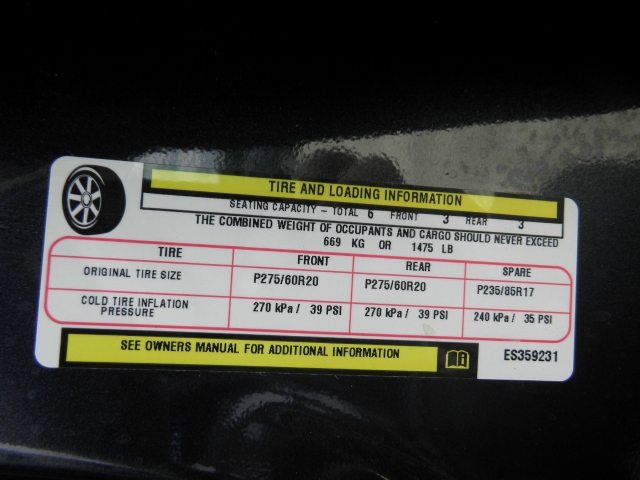 TIRE AND LOADING INFORMATION
SEATING CAPACITY - TOTAL 6 FRONT 3 REAR 3
THE COMBINED WEIGHT OF OCCUPANTS AND CARGO SHOULD NEVER EXCEED
669 KG OR 1475 LB
TIRE FRONT REAR SPARE
ORIGINAL TIRE SIZE P275/60R20 P275/60R20 P235/85R17
COLD TIRE INFLATION
PRESSURE 270 kPa / 39 PSI 270 kPa / 39 PSI 240 kPa / 35 PSI
SEE OWNERS MANUAL FOR ADDITIONAL INFORMATION
ES359231